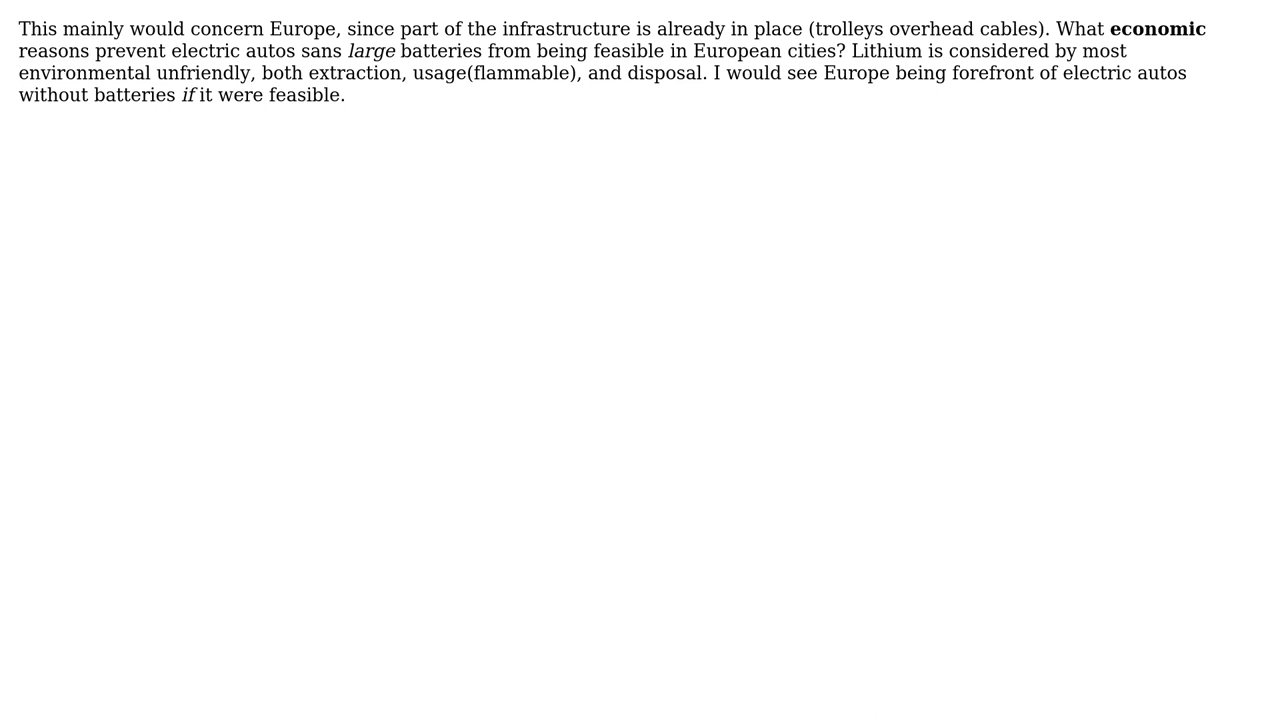 This mainly would concern Europe, since part of the infrastructure is already in place (trolleys overhead cables). What economic
reasons prevent electric autos sans large batteries from being feasible in European cities? Lithium is considered by most
environmental unfriendly, both extraction, usage(flammable), and disposal. I would see Europe being forefront of electric autos
without batteries if it were feasible.